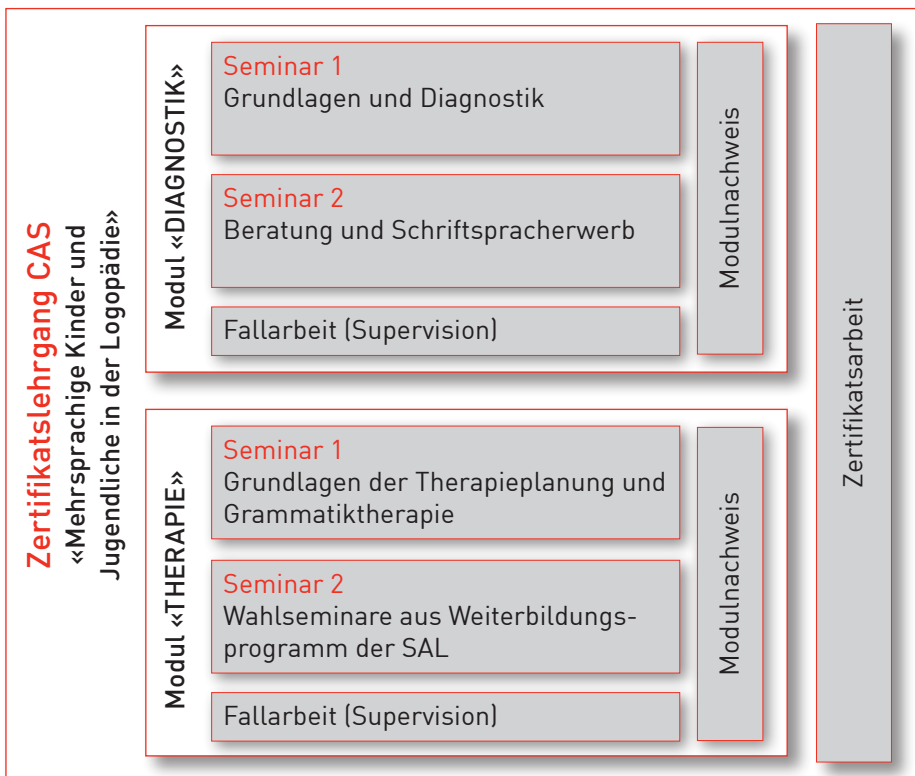 Zertifikatslehrgang CAS
«Mehrsprachige Kinder und
Jugendliche in der Logopädie»
Modul «DIAGNOSTIK»
Seminar 1
Grundlagen und Diagnostik
Seminar 2
Beratung und Schriftspracherwerb
Fallarbeit (Supervision)
Modulnachweis
Modul «THERAPIE»
Seminar 1
Grundlagen der Therapieplanung und
Grammatiktherapie
Seminar 2
Wahlseminare aus Weiterbildungs-
programm der SAL
Fallarbeit (Supervision)
Modulnachweis
Zertifikatsarbeit